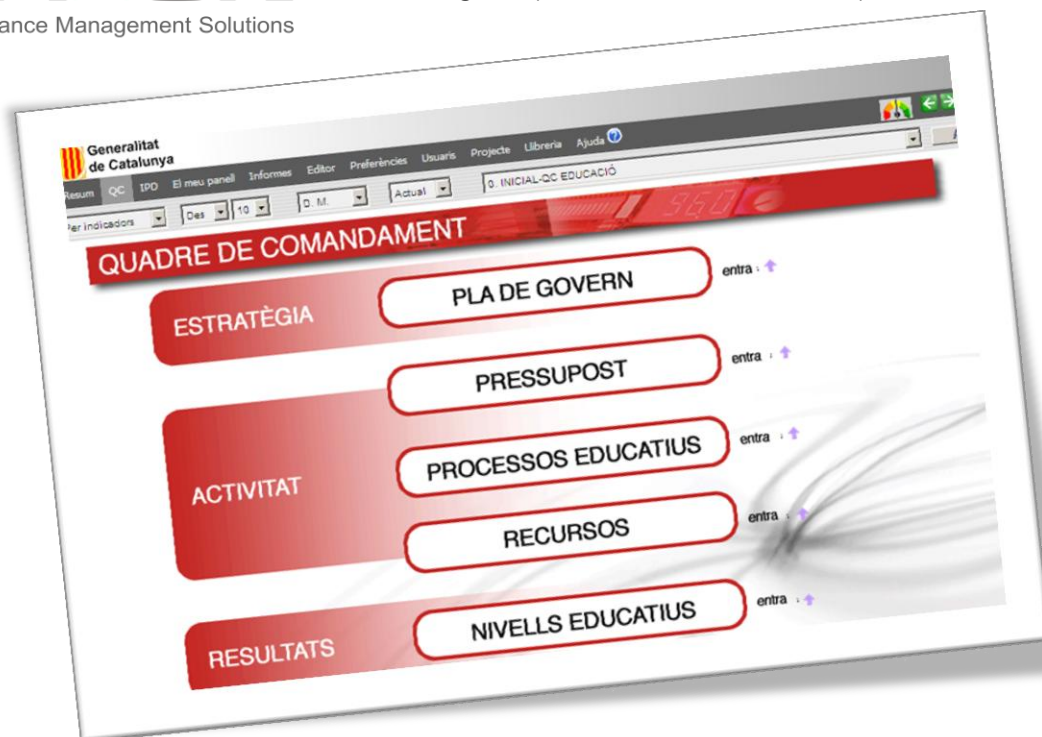 ance Management Solutions
Generalitat
de Catalunya
Resum QC IPD El meu panell Informes Editor Preferències Usuaris Projecte Llibreria Ajuda
Per indicadors Des 10 D. M. Actual 0. INICIAL-QC EDUCACIÓ
QUADRE DE COMANDAMENT
ESTRATÈGIA
PLA DE GOVERN
entra
ACTIVITAT
PRESSUPOST
entra
PROCESSOS EDUCATIUS
entra
RECURSOS
entra
RESULTATS
NIVELLS EDUCATIUS
entra